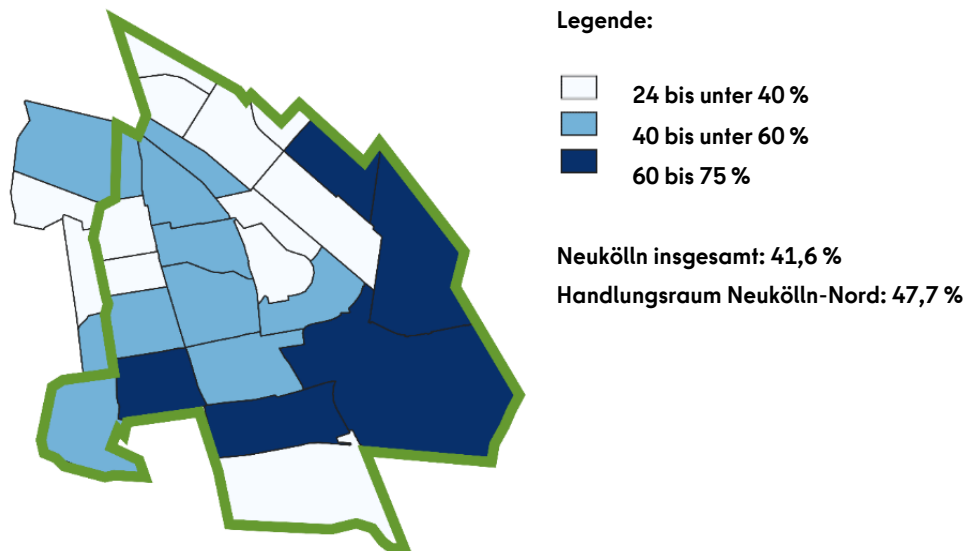 Legende:
24 bis unter 40 %
40 bis unter 60 %
60 bis 75 %
Neukölln insgesamt: 41,6 %
Handlungsraum Neukölln-Nord: 47,7 %